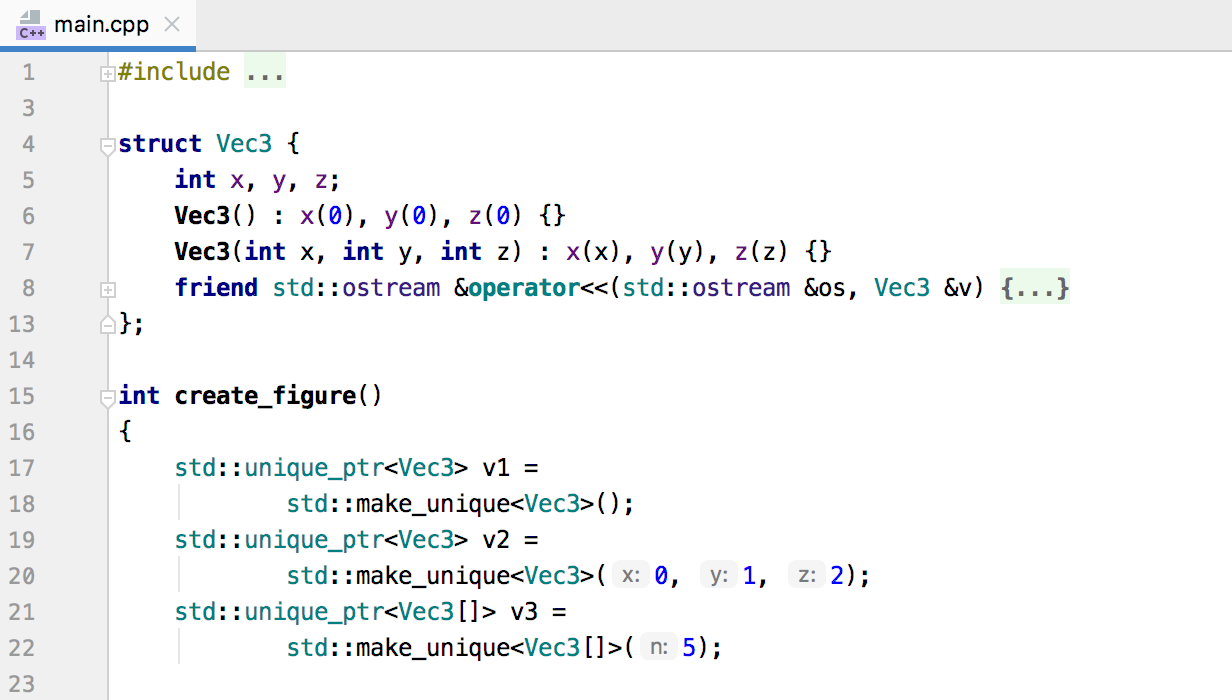 C++ main.cpp
1 #include ...
3
4 struct Vec3 {
5 int x, y, z;
6 Vec3() : x(0), y(0), z(0) {}
7 Vec3(int x, int y, int z) : x(x), y(y), z(z) {}
8 friend std::ostream &operator<<(std::ostream &os, Vec3 &v) {...}
13 };
14
15 int create_figure()
16 {
17 std::unique_ptr<Vec3> v1 =
18 std::make_unique<Vec3>();
19 std::unique_ptr<Vec3> v2 =
20 std::make_unique<Vec3>( x: 0, y: 1, z: 2);
21 std::unique_ptr<Vec3[]> v3 =
22 std::make_unique<Vec3[]>( n: 5);
23